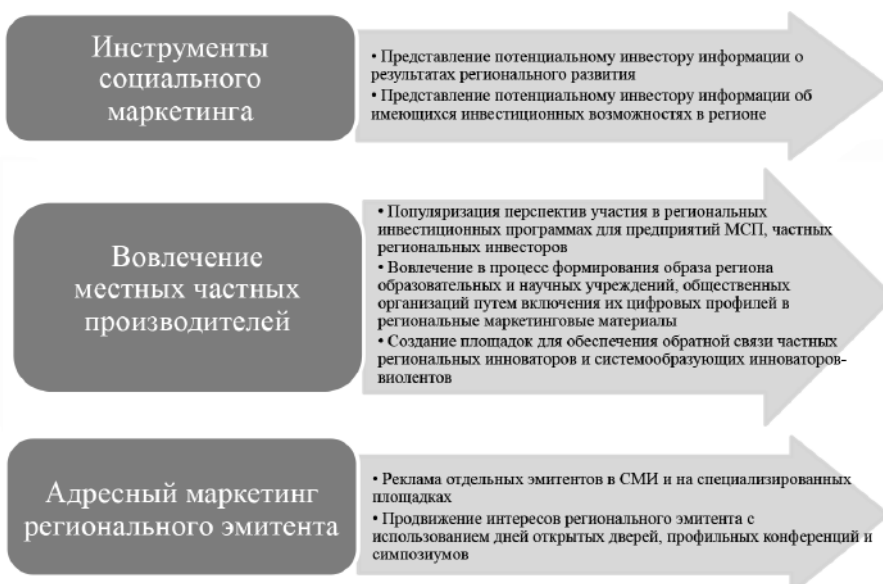 Инструменты
социального
маркетинга
• Представление потенциальному инвестору информации о
результатах регионального развития
• Представление потенциальному инвестору информации об
имеющихся инвестиционных возможностях в регионе
Вовлечение
местных частных
производителей
• Популяризация перспектив участия в региональных
инвестиционных программах для предприятий МСП, частных
региональных инвесторов
• Вовлечение в процесс формирования образа региона
образовательных и научных учреждений, общественных
организаций путем включения их цифровых профилей в
региональные маркетинговые материалы
• Создание площадок для обеспечения обратной связи частных
региональных инноваторов и системообразующих инноваторов-
виолентов
Адресный маркетинг
регионального эмитента
• Реклама отдельных эмитентов в СМИ и на специализированных
площадках
• Продвижение интересов регионального эмитента с
использованием дней открытых дверей, профильных конференций и
симпозиумов